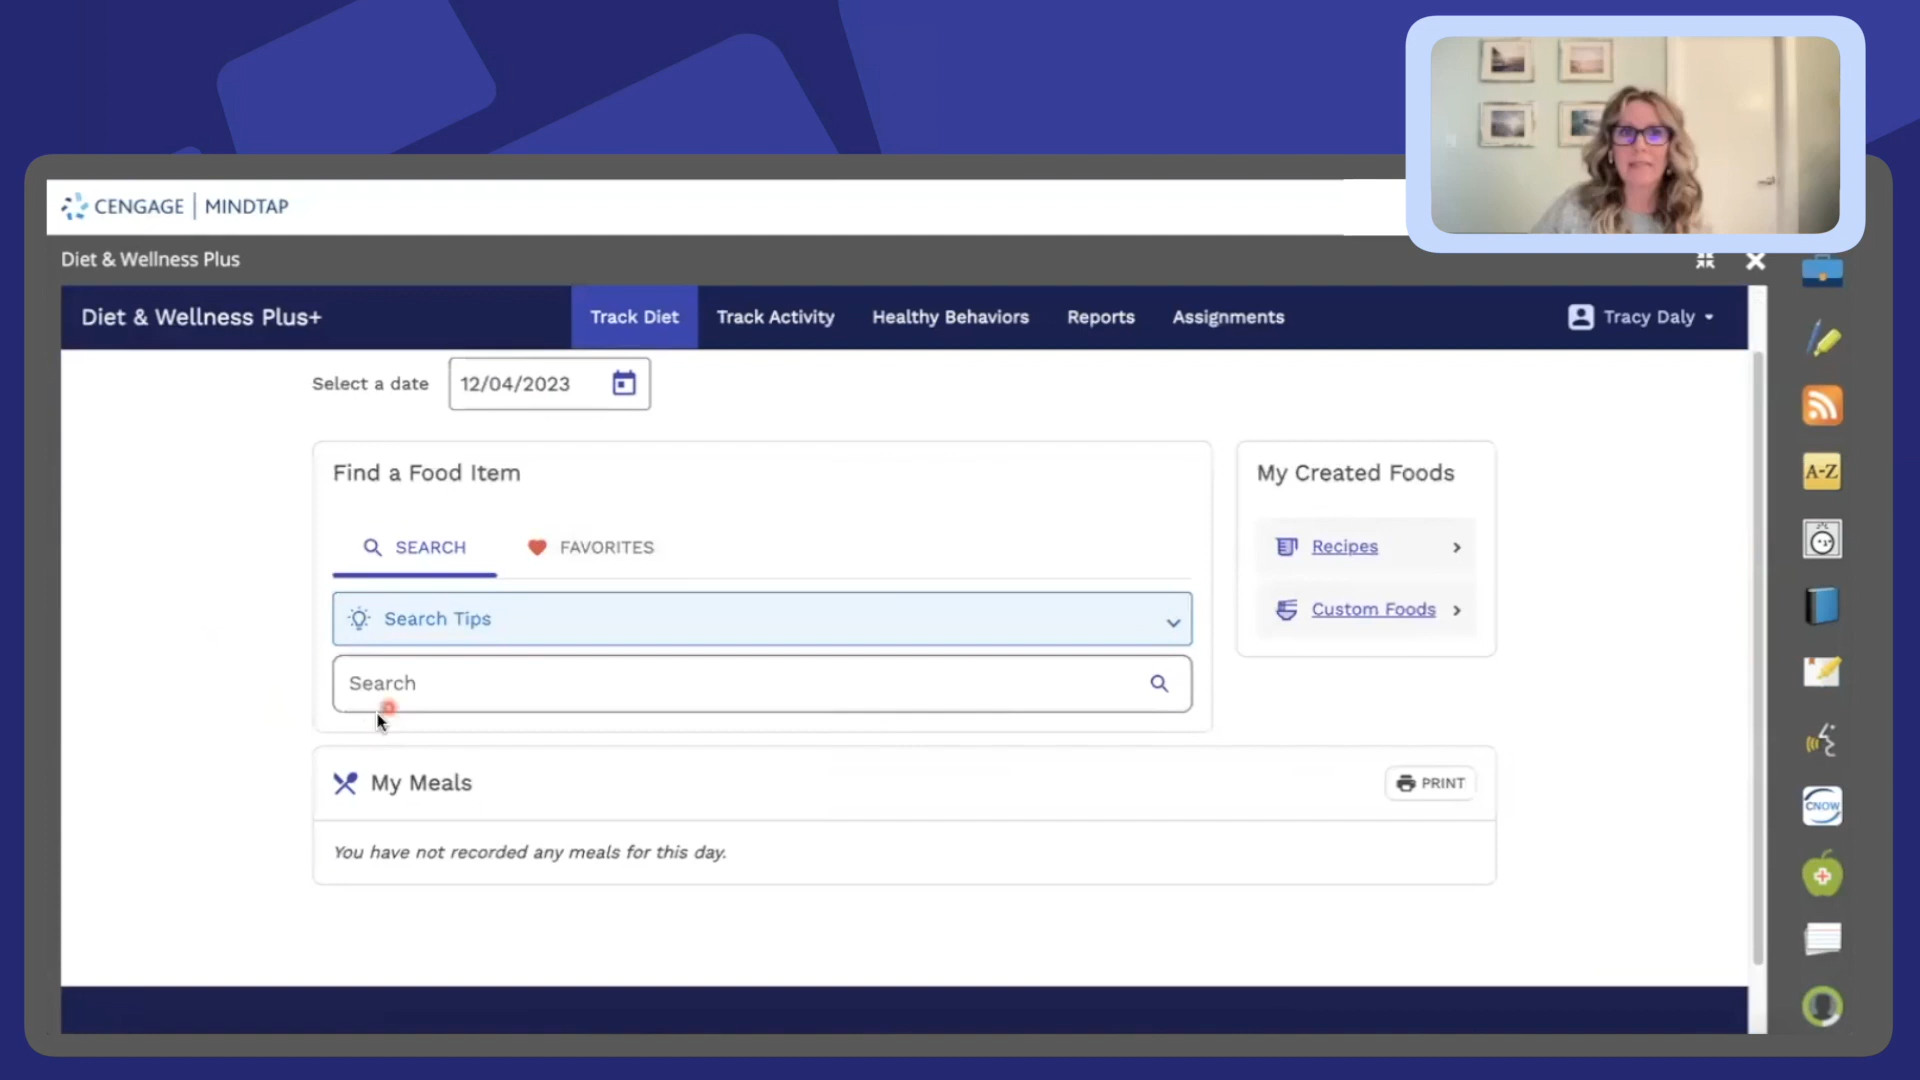 CENGAGE | MINDTAP
Diet & Wellness Plus
Diet & Wellness Plus+
Track Diet
Track Activity
Healthy Behaviors
Reports
Assignments
Tracy Daly
Select a date
12/04/2023
Find a Food Item
SEARCH
FAVORITES
Search Tips
Search
My Created Foods
Recipes
Custom Foods
My Meals
PRINT
You have not recorded any meals for this day.
A-Z
CNOW